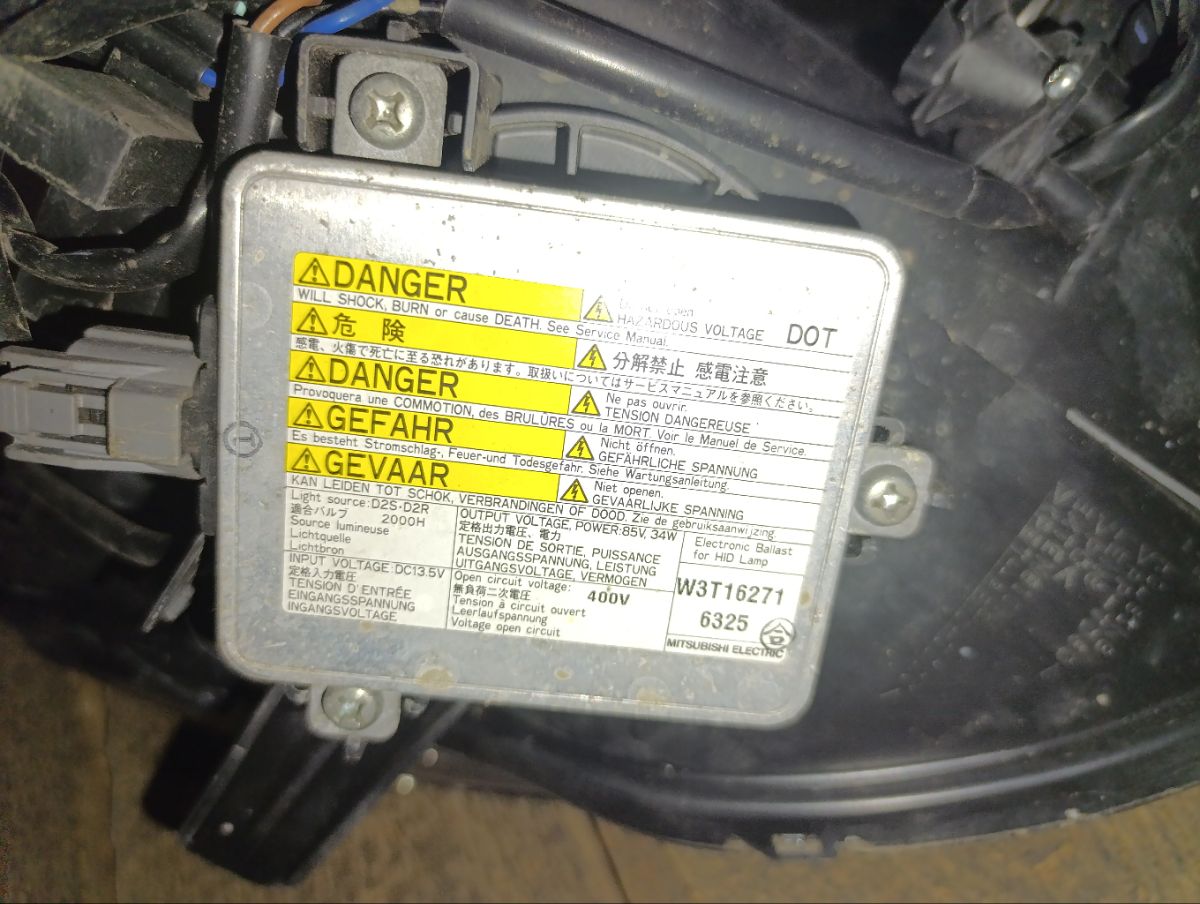 DANGER
WILL SHOCK, BURN or cause DEATH. See Service Manual.
HAZARDOUS VOLTAGE
DOT
危 険
感電、火傷で死亡に至る恐れがあります。取扱いについてはサービスマニュアルを参照ください。
分解禁止 感電注意
DANGER
Provoquera une COMMOTION, des BRULÛRES ou la MORT. Voir le Manuel de Service.
Ne pas ouvrir.
TENSION DANGEREUSE
GEFAHR
Es besteht Stromschlag-, Feuer-und Todesgefahr. Siehe Wartungsanleitung.
Nicht öffnen.
GEFÄHRLICHE SPANNUNG
GEVAAR
KAN LEIDEN TOT SCHOK, VERBRANDINGEN OF DOOD. Zie de gebruiksaanwijzing
Niet openen.
GEVAARLIJKE SPANNING
Light source:D2S·D2R
適合バルブ 2000H
Source lumineuse
Lichtquelle
Lichtbron
INPUT VOLTAGE:DC13.5V
定格入力電圧
TENSION D'ENTRÉE
EINGANGSSPANNUNG
INGANGSVOLTAGE
OUTPUT VOLTAGE, POWER:85V, 34W
定格出力電圧、電力
TENSION DE SORTIE, PUISSANCE
AUSGANGSSPANNUNG, LEISTUNG
UITGANGSVOLTAGE, VERMOGEN
Open circuit voltage:
無負荷二次電圧 400V
Tension à circuit ouvert
Leerlaufspannung
Voltage open circuit
Electronic Ballast
for HID Lamp
W3T16271
6325
MITSUBISHI ELECTRIC